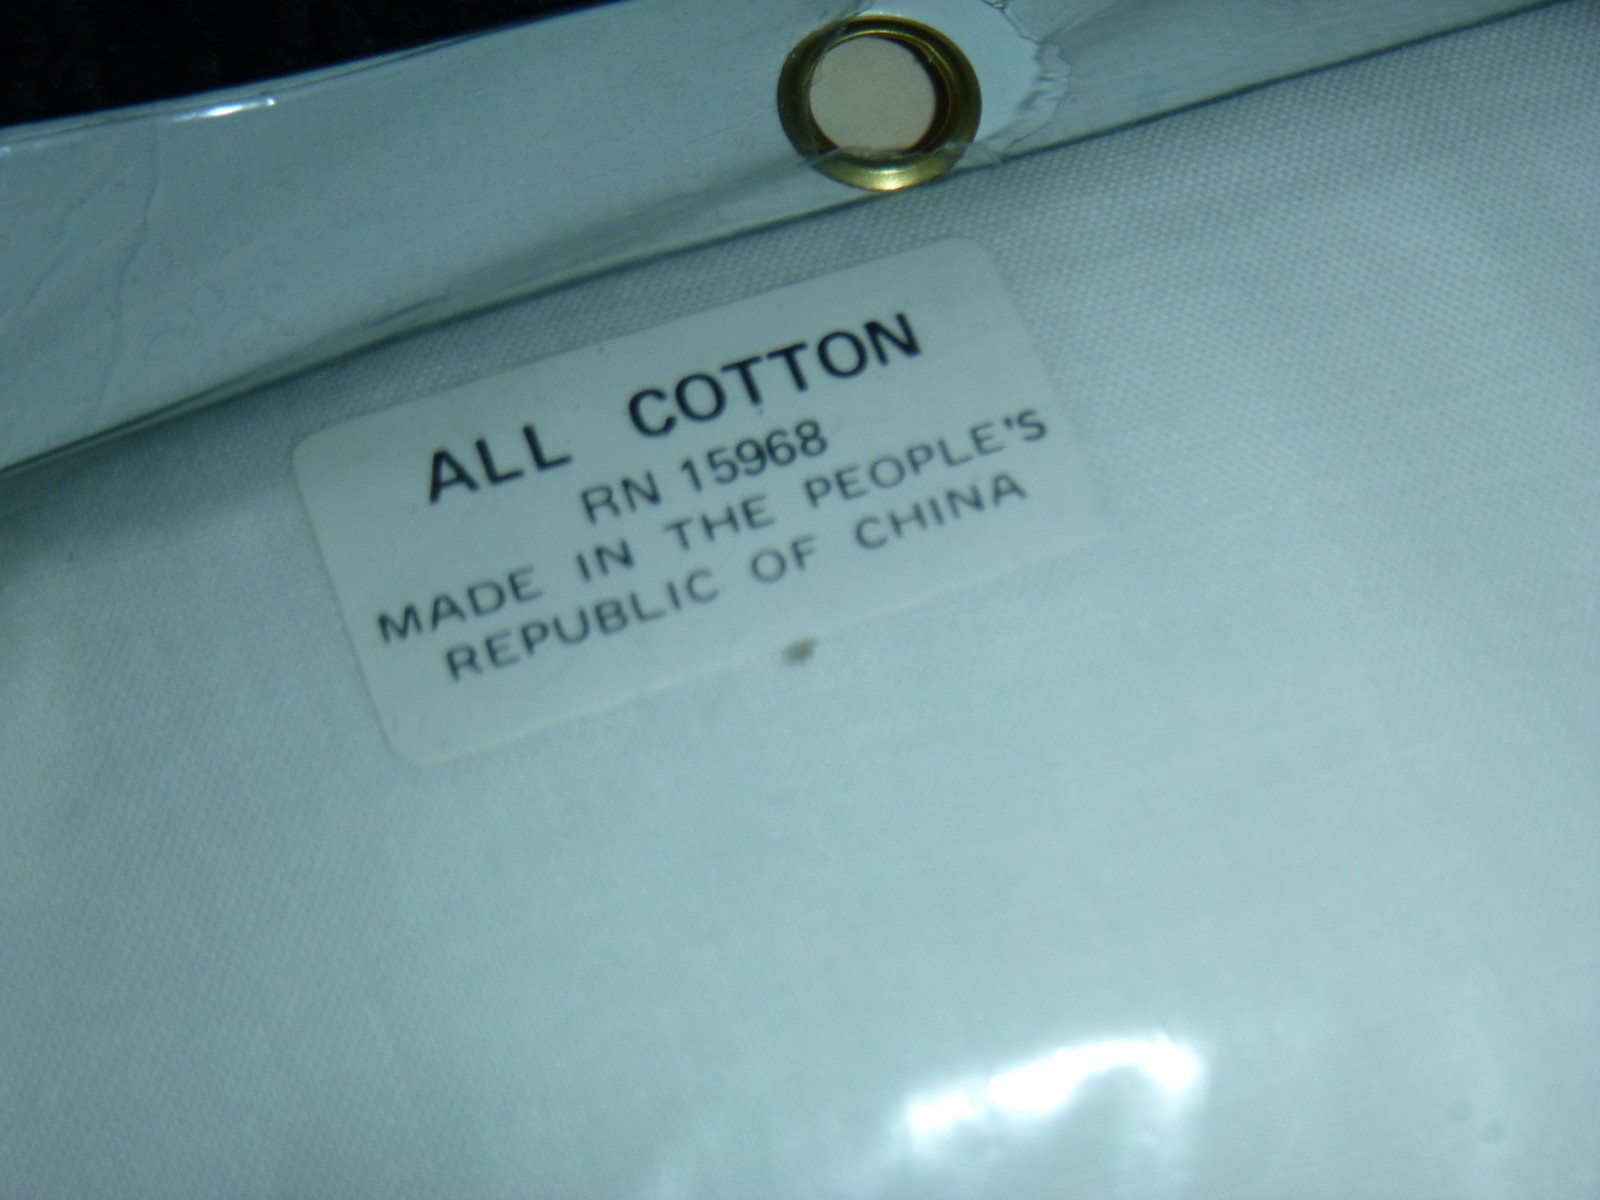 ALL COTTON
RN 15968
MADE IN THE PEOPLE'S
REPUBLIC OF CHINA